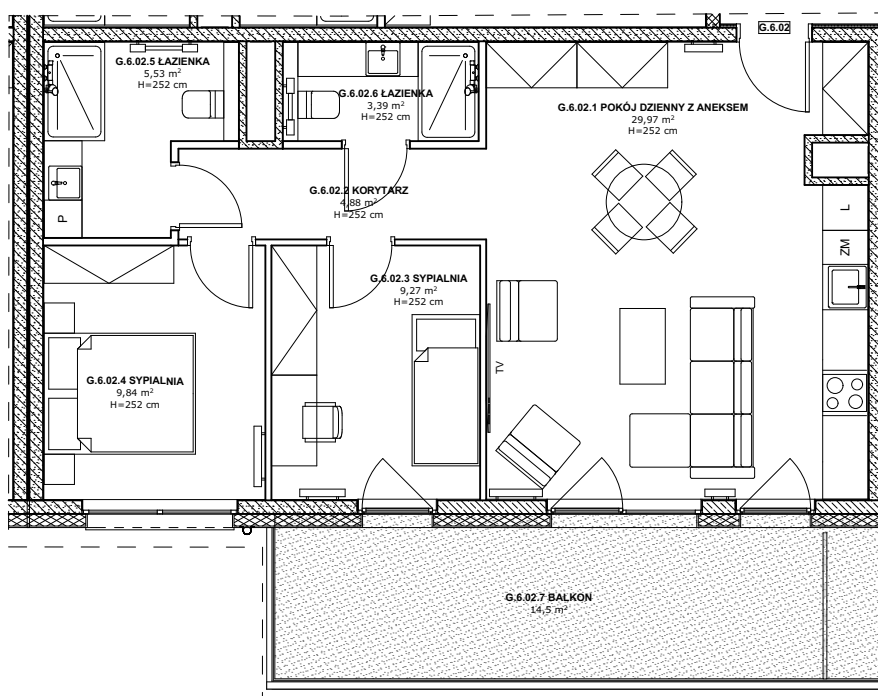 G.6.02
G.6.02.5 ŁAZIENKA
5,53 m²
H=252 cm
G.6.02.6 ŁAZIENKA
3,39 m²
H=252 cm
G.6.02.1 POKÓJ DZIENNY Z ANEKSEM
29,97 m²
H=252 cm
G.6.02.2 KORYTARZ
4,88 m²
H=252 cm
P
L
ZM
G.6.02.3 SYPIALNIA
9,27 m²
H=252 cm
TV
G.6.02.4 SYPIALNIA
9,84 m²
H=252 cm
G.6.02.7 BALKON
14,5 m²